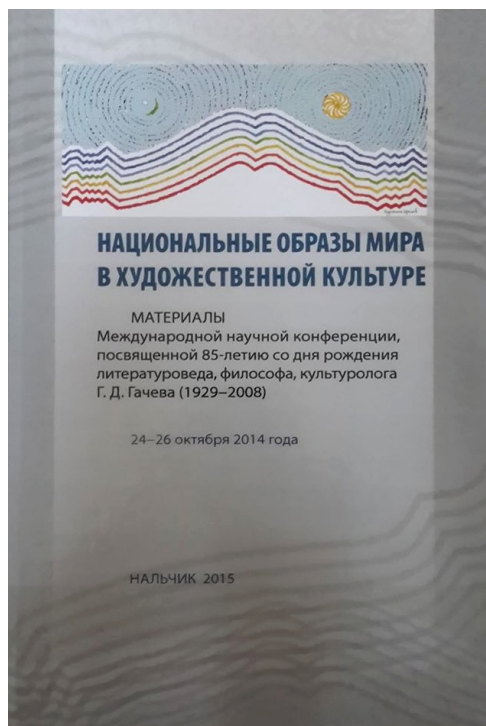 НАЦИОНАЛЬНЫЕ ОБРАЗЫ МИРА
В ХУДОЖЕСТВЕННОЙ КУЛЬТУРЕ
МАТЕРИАЛЫ
Международной научной конференции,
посвященной 85-летию со дня рождения
литературоведа, философа, культуролога
Г. Д. Гачева (1929–2008)
24–26 октября 2014 года
НАЛЬЧИК 2015